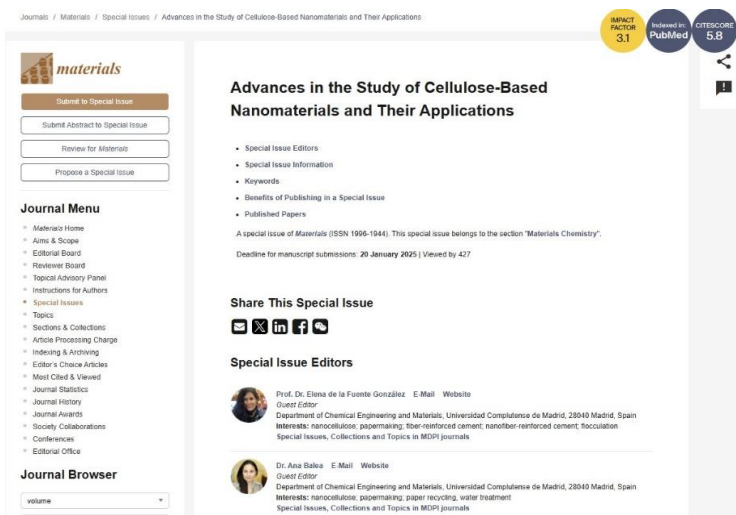 Journals / Materials / Special Issues / Advances in the Study of Cellulose-Based Nanomaterials and Their Applications
IMPACT
FACTOR
3.1
Indexed in:
PubMed
CITESCORE
5.8
materials
Submit to Special Issue
Submit Abstract to Special Issue
Review for Materials
Propose a Special Issue
Journal Menu
Materials Home
Aims & Scope
Editorial Board
Reviewer Board
Topical Advisory Panel
Instructions for Authors
Special Issues
Topics
Sections & Collections
Article Processing Charge
Indexing & Archiving
Editor's Choice Articles
Most Cited & Viewed
Journal Statistics
Journal History
Journal Awards
Society Collaborations
Conferences
Editorial Office
Journal Browser
volume
Advances in the Study of Cellulose-Based
Nanomaterials and Their Applications
Special Issue Editors
Special Issue Information
Keywords
Benefits of Publishing in a Special Issue
Published Papers
A special issue of Materials (ISSN 1996-1944). This special issue belongs to the section "Materials Chemistry".
Deadline for manuscript submissions: 20 January 2025 | Viewed by 427
Share This Special Issue
Special Issue Editors
Prof. Dr. Elena de la Fuente González E-Mail Website
Guest Editor
Department of Chemical Engineering and Materials, Universidad Complutense de Madrid, 28040 Madrid, Spain
Interests: nanocellulose; papermaking; fiber-reinforced cement; nanofiber-reinforced cement; flocculation
Special Issues, Collections and Topics in MDPI journals
Dr. Ana Balea E-Mail Website
Guest Editor
Department of Chemical Engineering and Materials, Universidad Complutense de Madrid, 28040 Madrid, Spain
Interests: nanocellulose; papermaking; paper recycling, water treatment
Special Issues, Collections and Topics in MDPI journals